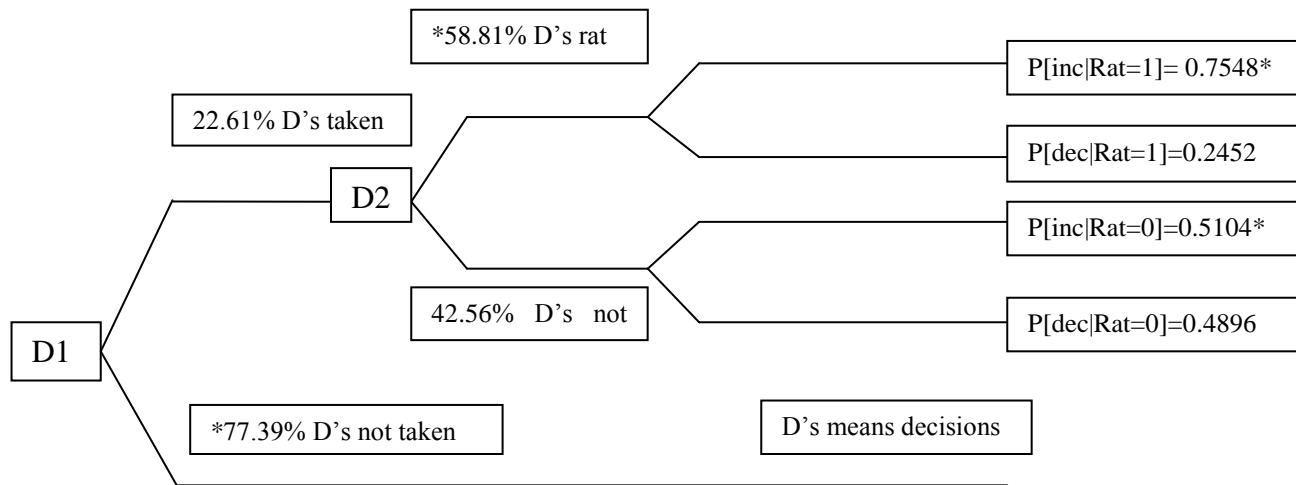 *58.81% D’s rat
P[inc|Rat=1]= 0.7548*
22.61% D’s taken
P[dec|Rat=1]=0.2452
D2
P[inc|Rat=0]=0.5104*
42.56% D’s not
P[dec|Rat=0]=0.4896
D1
*77.39% D’s not taken
D’s means decisions